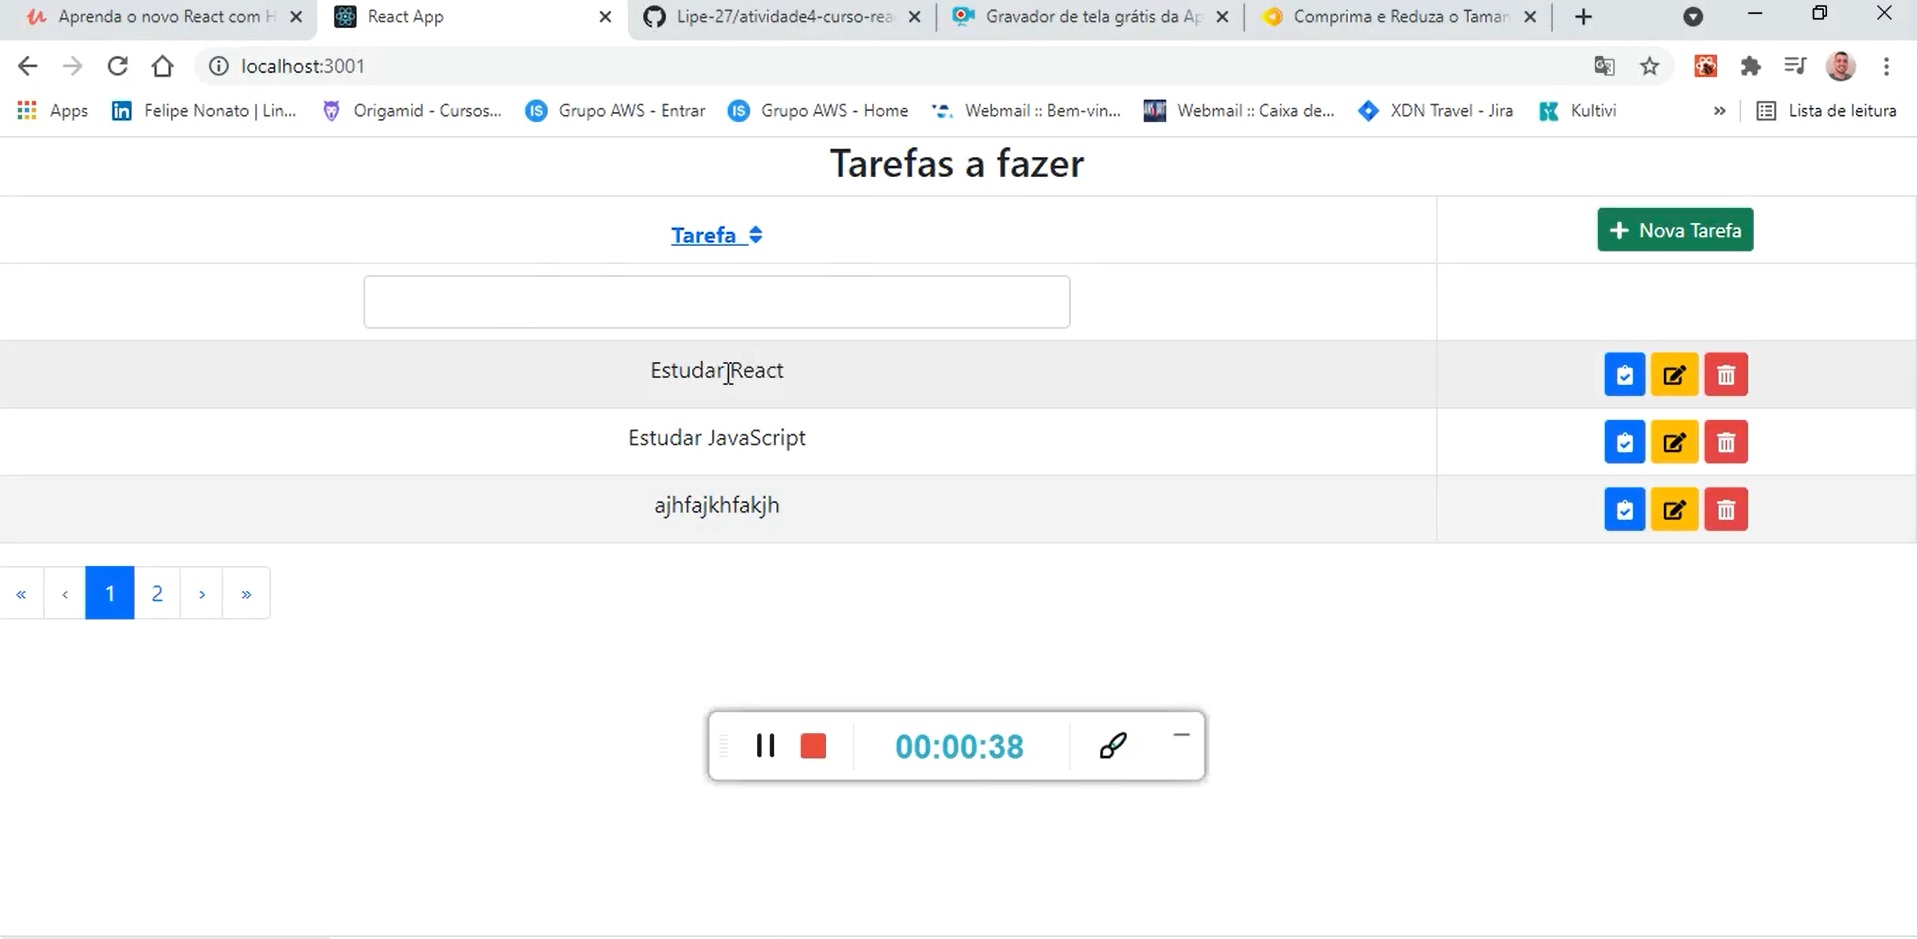 Aprenda o novo React com H
React App
Lipe-27/atividade4-curso-rea
Gravador de tela grátis da Ap
Comprima e Reduza o Taman
localhost:3001
Apps
Felipe Nonato | Lin...
Origamid - Cursos...
Grupo AWS - Entrar
Grupo AWS - Home
Webmail :: Bem-vin...
Webmail :: Caixa de...
XDN Travel - Jira
Kultivi
»
Lista de leitura
Tarefas a fazer
Tarefa
+ Nova Tarefa
Estudar React
Estudar JavaScript
ajhfajkhfakjh
« ‹ 1 2 › »
00:00:38